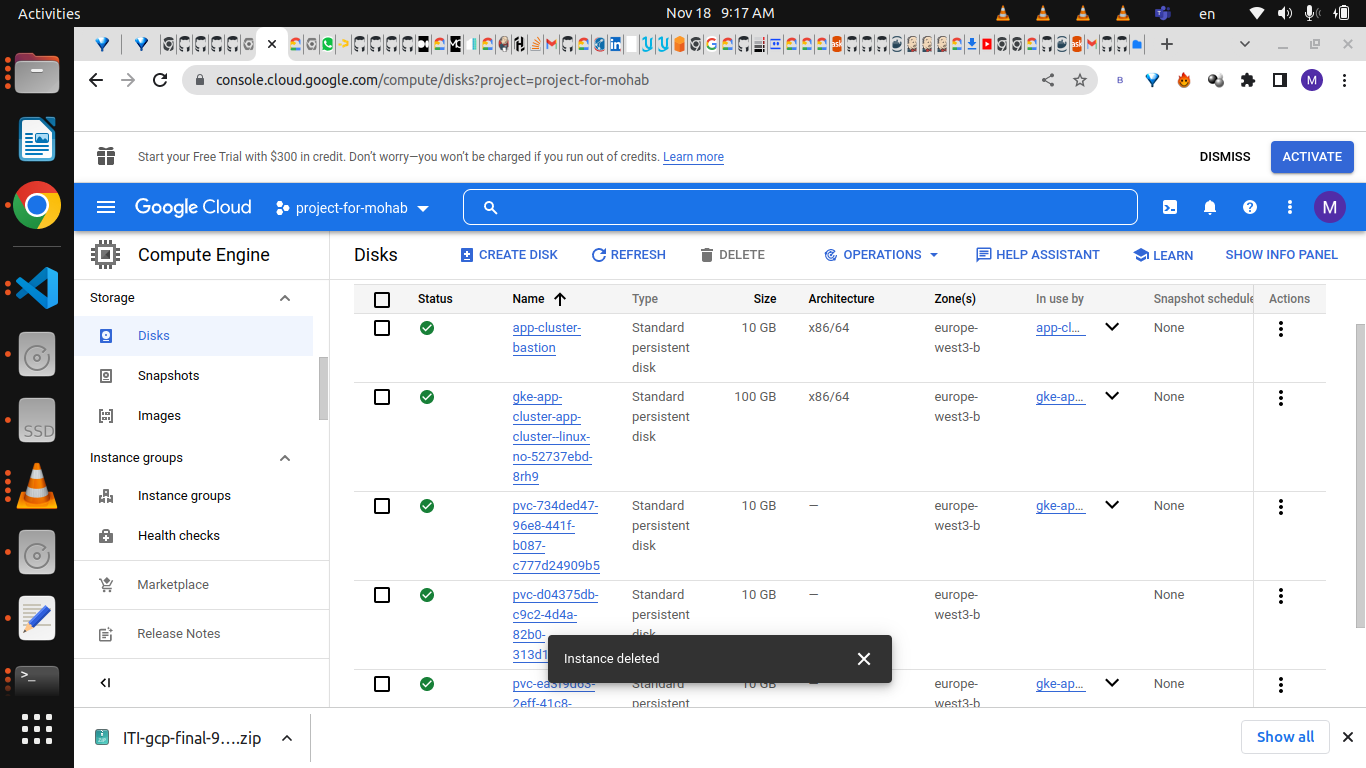 Activities
Nov 18 9:17 AM
en
console.cloud.google.com/compute/disks?project=project-for-mohab
B
M
Start your Free Trial with $300 in credit. Don't worry—you won't be charged if you run out of credits. Learn more
DISMISS
ACTIVATE
Google Cloud
project-for-mohab
M
Compute Engine
Disks
CREATE DISK
REFRESH
DELETE
OPERATIONS
HELP ASSISTANT
LEARN
SHOW INFO PANEL
Storage
Disks
Snapshots
Images
Instance groups
Instance groups
Health checks
Marketplace
Release Notes
Status Name Type Size Architecture Zone(s) In use by Snapshot schedule Actions
app-cluster- Standard 10 GB x86/64 europe- app-cl... None
bastion persistent west3-b
disk
gke-app- Standard 100 GB x86/64 europe- gke-ap... None
cluster-app- persistent west3-b
cluster--linux- disk
no-52737ebd-
8rh9
pvc-734ded47- Standard 10 GB — europe- gke-ap... None
96e8-441f- persistent west3-b
b087- disk
c777d24909b5
pvc-d04375db- Standard 10 GB — europe- None
c9c2-4d4a- persistent west3-b
82b0- disk
313d1
Instance deleted
pvc-ea3f9d63- Standard 10 GB — europe- gke-ap... None
2eff-41c8- persistent west3-b
SSD
ITI-gcp-final-9....zip
Show all